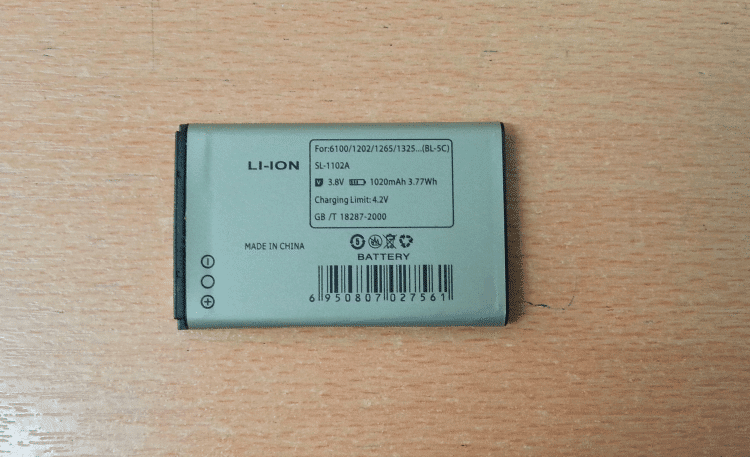 For:6100/1202/1265/1325...(BL-5C)
LI-ION
SL-1102A
V 3.8V 1020mAh 3.77Wh
Charging Limit: 4.2V
GB /T 18287-2000
MADE IN CHINA
BATTERY
6 950807 027561